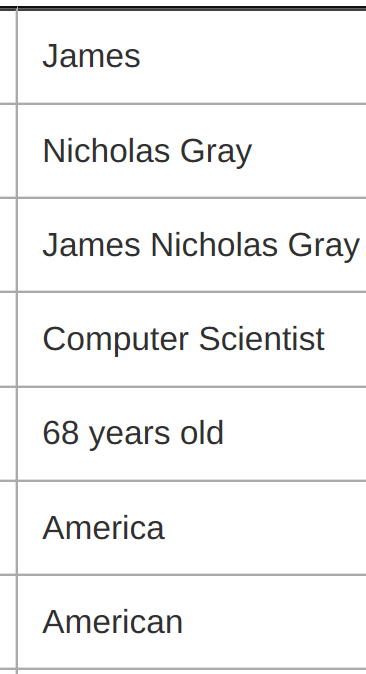 James
Nicholas Gray
James Nicholas Gray
Computer Scientist
68 years old
America
American